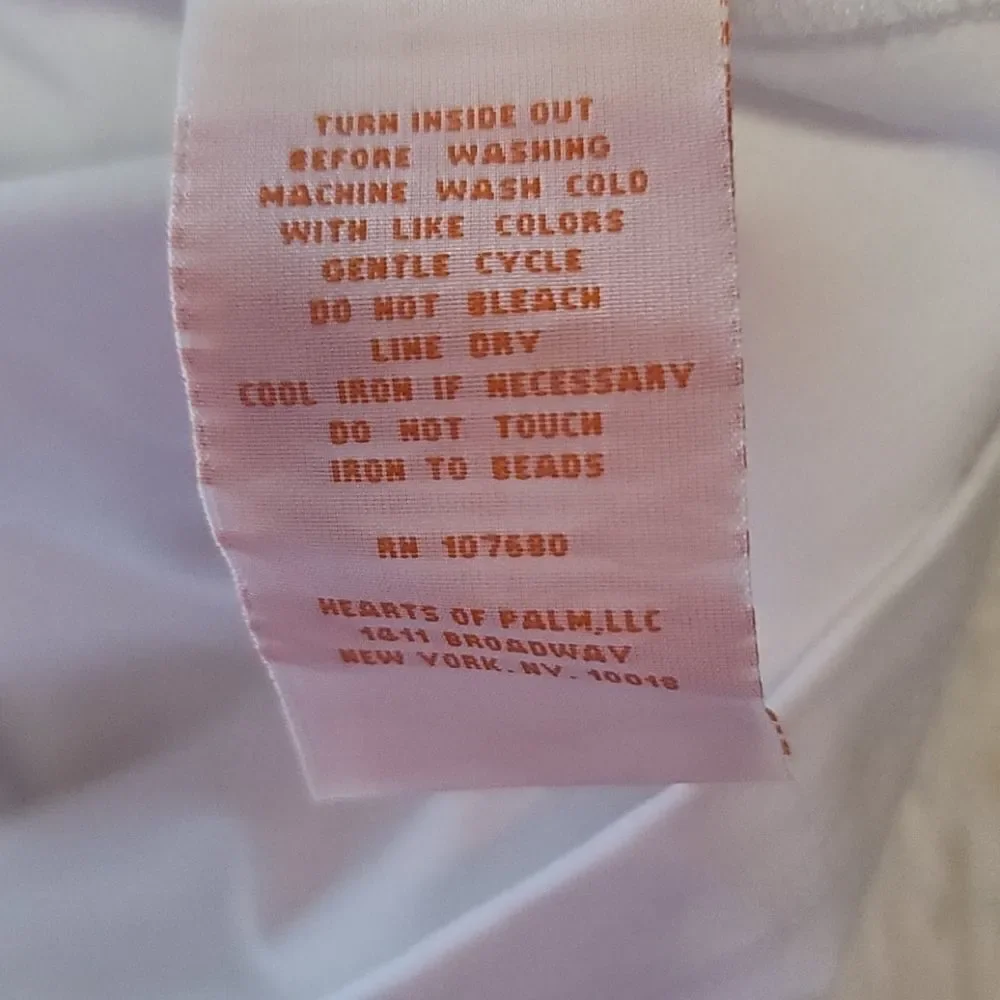 TURN INSIDE OUT
BEFORE WASHING
MACHINE WASH COLD
WITH LIKE COLORS
GENTLE CYCLE
DO NOT BLEACH
LINE DRY
COOL IRON IF NECESSARY
DO NOT TOUCH
IRON TO BEADS
RN 107680
HEARTS OF PALM,LLC
1411 BROADWAY
NEW YORK.NY.10018